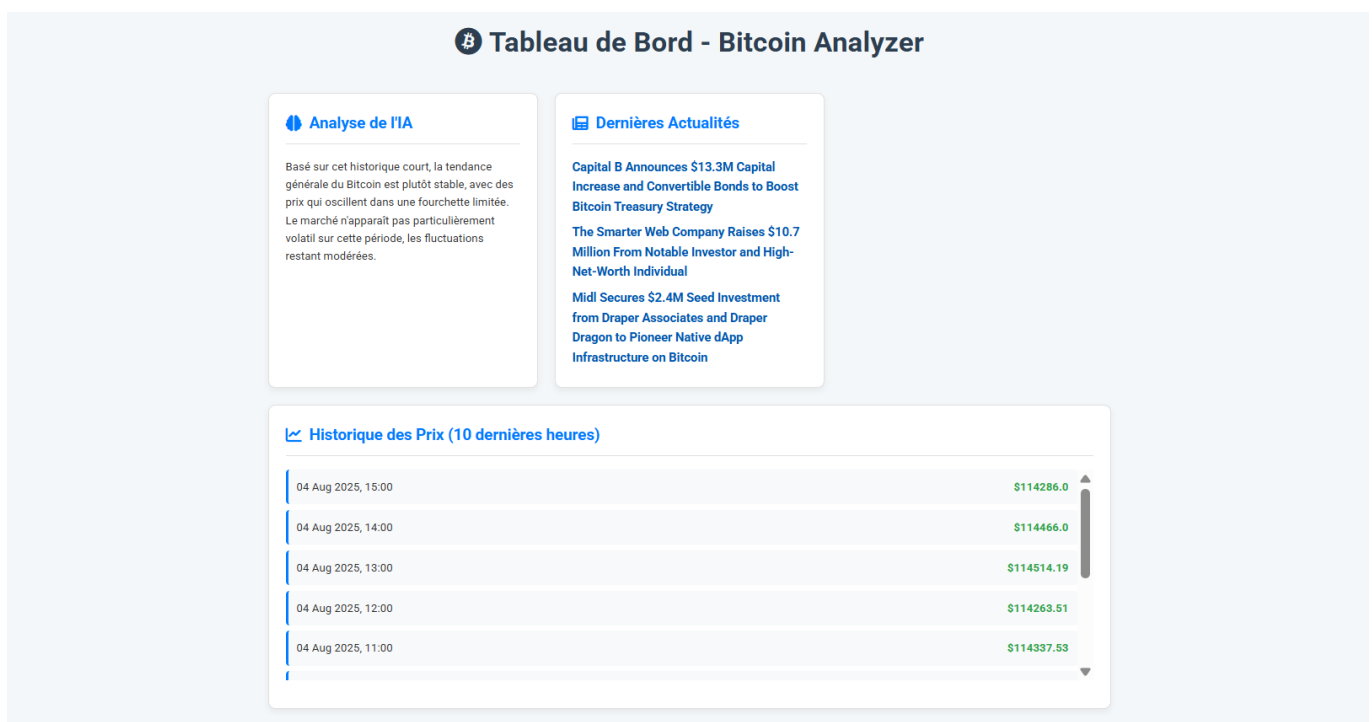 Tableau de Bord - Bitcoin Analyzer
Analyse de l'IA
Basé sur cet historique court, la tendance
générale du Bitcoin est plutôt stable, avec des
prix qui oscillent dans une fourchette limitée.
Le marché n'apparaît pas particulièrement
volatil sur cette période, les fluctuations
restant modérées.
Dernières Actualités
Capital B Announces $13.3M Capital
Increase and Convertible Bonds to Boost
Bitcoin Treasury Strategy
The Smarter Web Company Raises $10.7
Million From Notable Investor and High-
Net-Worth Individual
Midl Secures $2.4M Seed Investment
from Draper Associates and Draper
Dragon to Pioneer Native dApp
Infrastructure on Bitcoin
Historique des Prix (10 dernières heures)
04 Aug 2025, 15:00 $114286.0
04 Aug 2025, 14:00 $114466.0
04 Aug 2025, 13:00 $114514.19
04 Aug 2025, 12:00 $114263.51
04 Aug 2025, 11:00 $114337.53